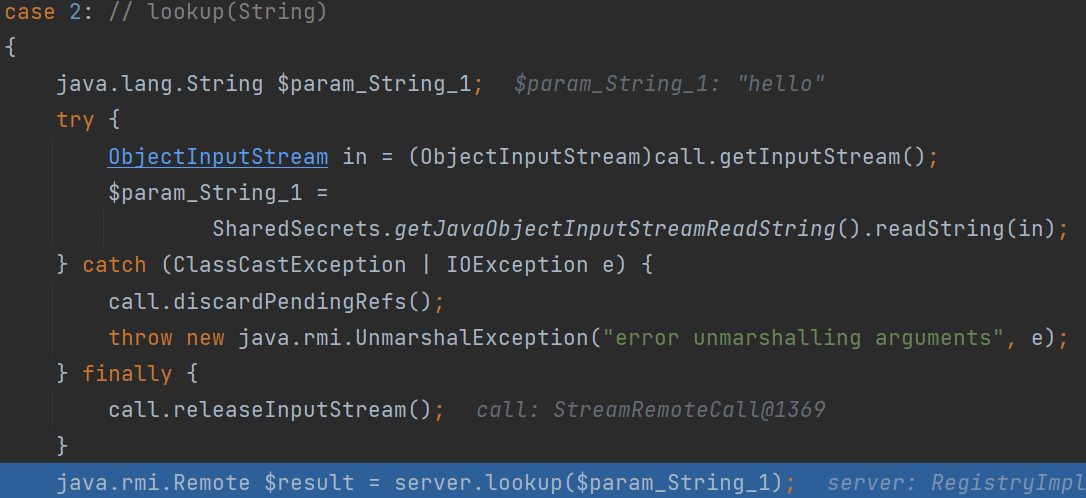 case 2: // lookup(String)
{
java.lang.String $param_String_1; $param_String_1: "hello"
try {
ObjectInputStream in = (ObjectInputStream)call.getInputStream();
$param_String_1 =
SharedSecrets.getJavaObjectInputStreamReadString().readString(in);
} catch (ClassCastException | IOException e) {
call.discardPendingRefs();
throw new java.rmi.UnmarshalException("error unmarshalling arguments", e);
} finally {
call.releaseInputStream(); call: StreamRemoteCall@1369
}
java.rmi.Remote $result = server.lookup($param_String_1); server: RegistryImpl